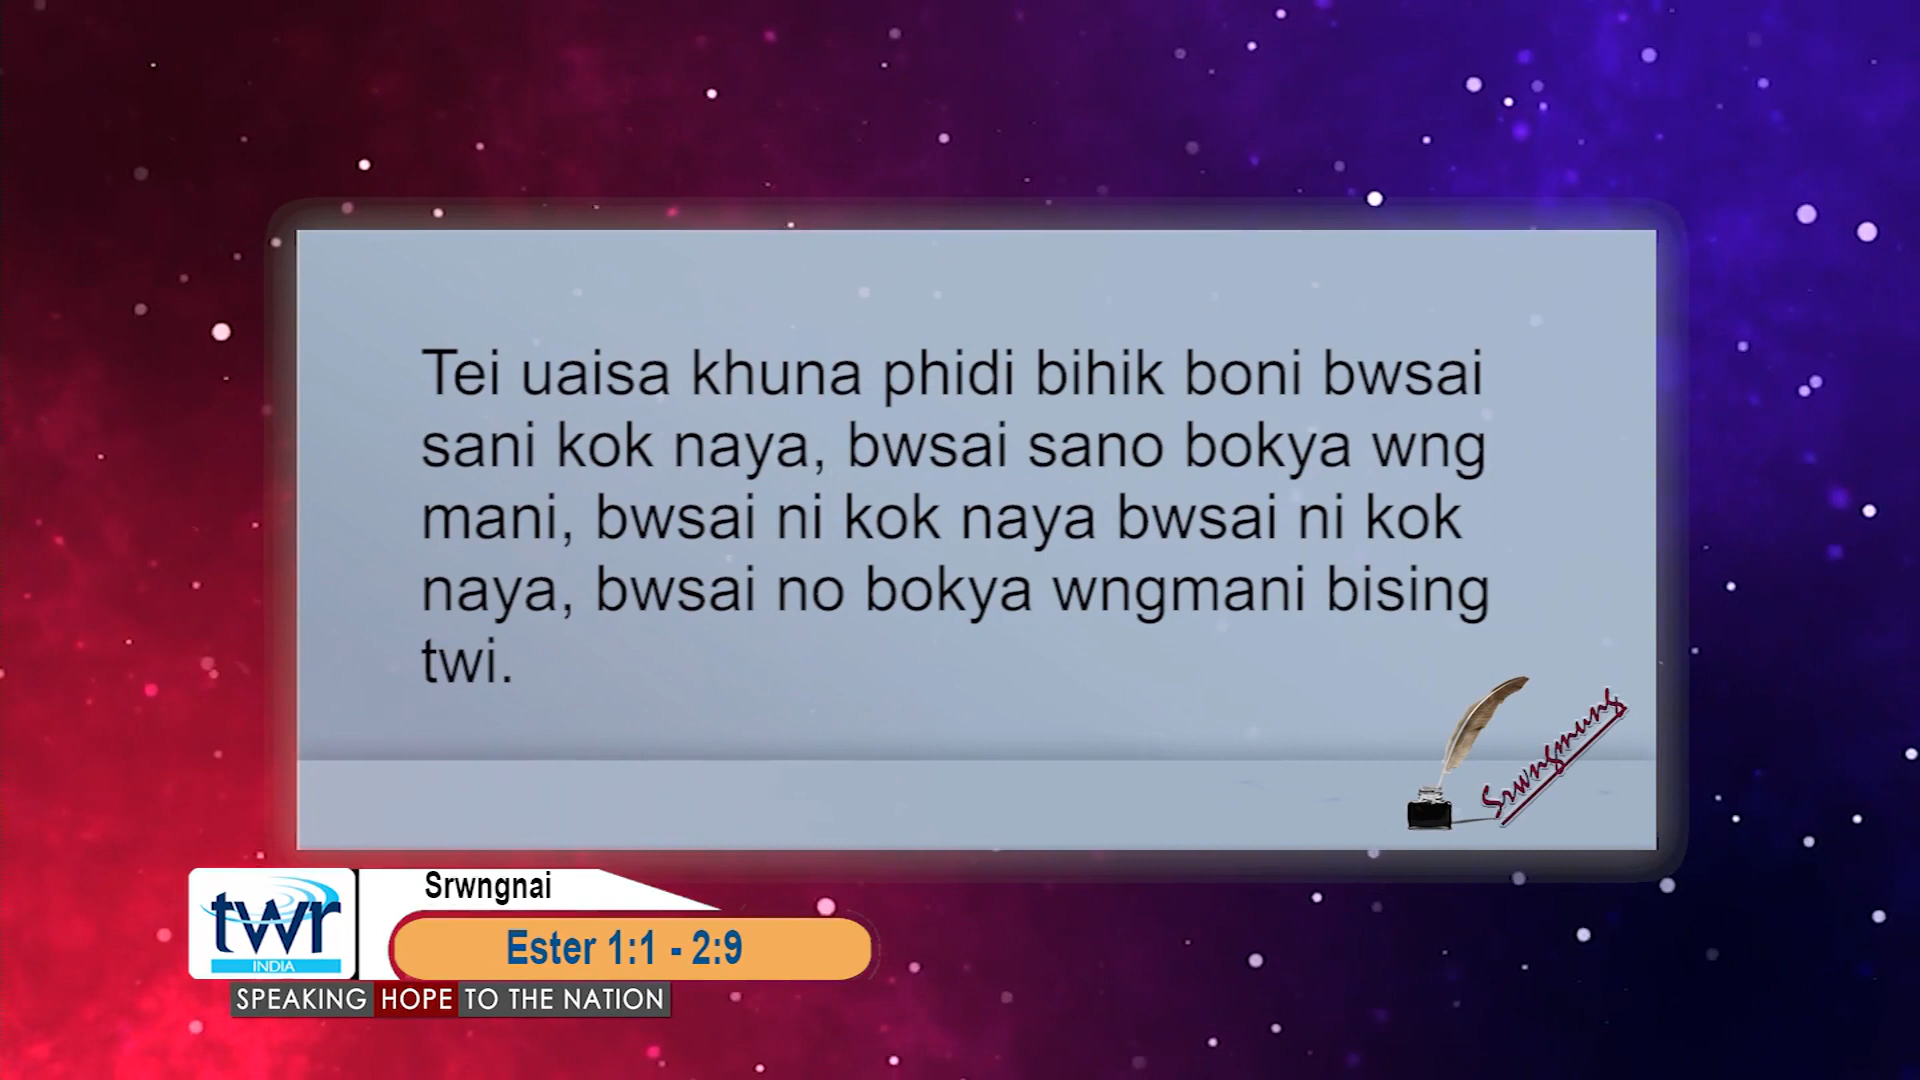 Tei uaisa khuna phidi bihik boni bwsai
sani kok naya, bwsai sano bokya wng
mani, bwsai ni kok naya bwsai ni kok
naya, bwsai no bokya wngmani bising
twi.
Srwngmung
Srwngnai
twr
INDIA
Ester 1:1 - 2:9
SPEAKING HOPE TO THE NATION